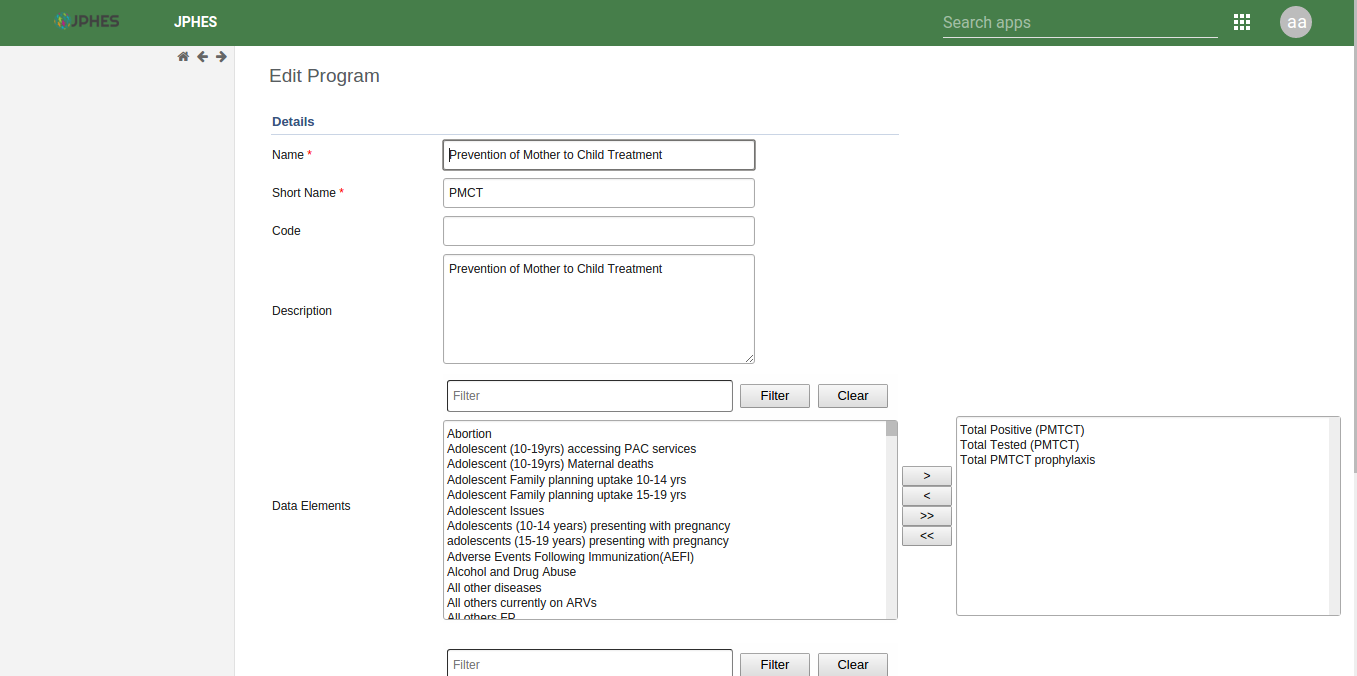 JPHES
JPHES
Search apps
aa
Edit Program
Details
Name *
Prevention of Mother to Child Treatment
Short Name *
PMCT
Code
Prevention of Mother to Child Treatment
Description
Filter
Filter
Clear
Data Elements
Abortion
Adolescent (10-19yrs) accessing PAC services
Adolescent (10-19yrs) Maternal deaths
Adolescent Family planning uptake 10-14 yrs
Adolescent Family planning uptake 15-19 yrs
Adolescent Issues
Adolescents (10-14 years) presenting with pregnancy
adolescents (15-19 years) presenting with pregnancy
Adverse Events Following Immunization(AEFI)
Alcohol and Drug Abuse
All other diseases
All others currently on ARVs
All others FP
>
<
>>
<<
Total Positive (PMTCT)
Total Tested (PMTCT)
Total PMTCT prophylaxis
Filter
Filter
Clear